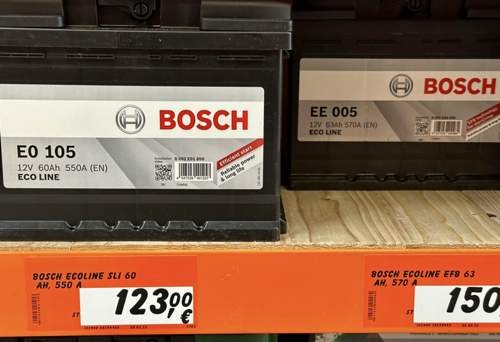 BOSCH
E0 105
12V 60Ah 550A (EN)
ECO LINE
Efficient start
Reliable power
& long life
BOSCH
EE 005
12V 63Ah 570A (EN)
ECO LINE
BOSCH ECOLINE SLI 60
AH, 550 A
ST
123,00
€
BOSCH ECOLINE EFB 63
AH, 570 A
ST
150,